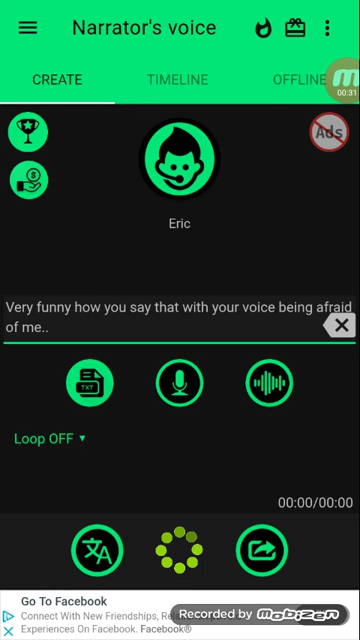 Narrator's voice
CREATE
TIMELINE
OFFLINE
00:31
Ads
Eric
Very funny how you say that with your voice being afraid
of me..
TXT
Loop OFF
00:00/00:00
Go To Facebook
Connect With New Friendships,
Experiences On Facebook. Facebook®
Recorded by mobizen